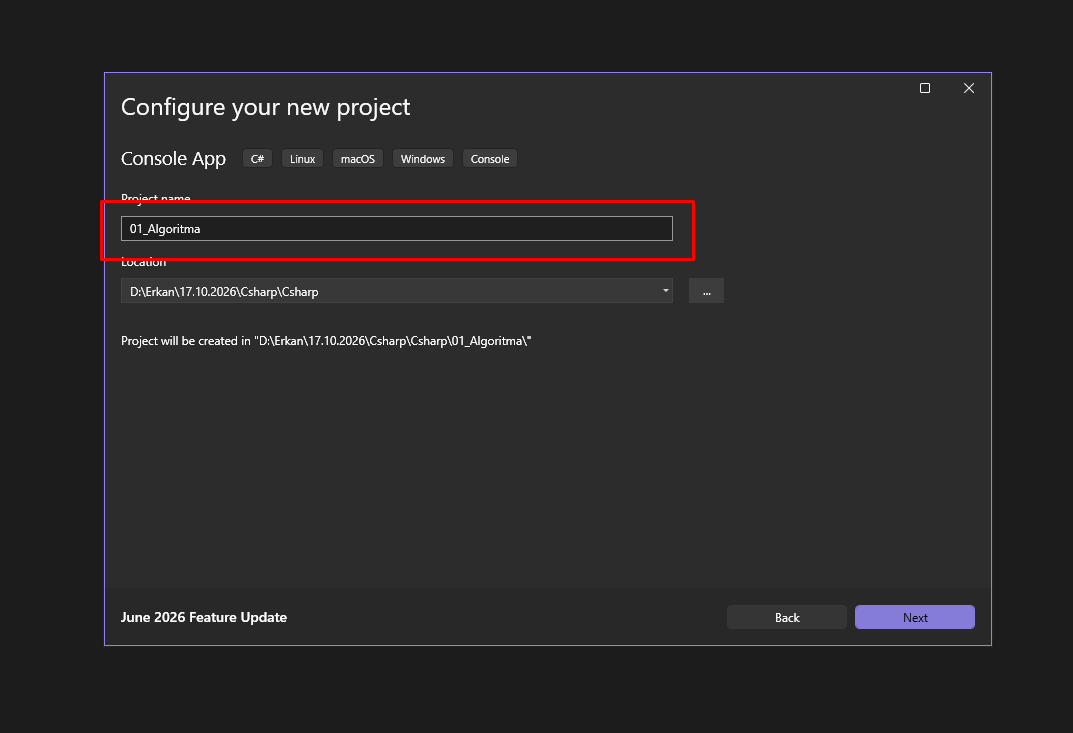 Configure your new project
Console App C# Linux macOS Windows Console
Project name
01_Algoritma
Location
D:\Erkan\17.10.2026\Csharp\Csharp ...
Project will be created in "D:\Erkan\17.10.2026\Csharp\Csharp\01_Algoritma\"
June 2026 Feature Update Back Next